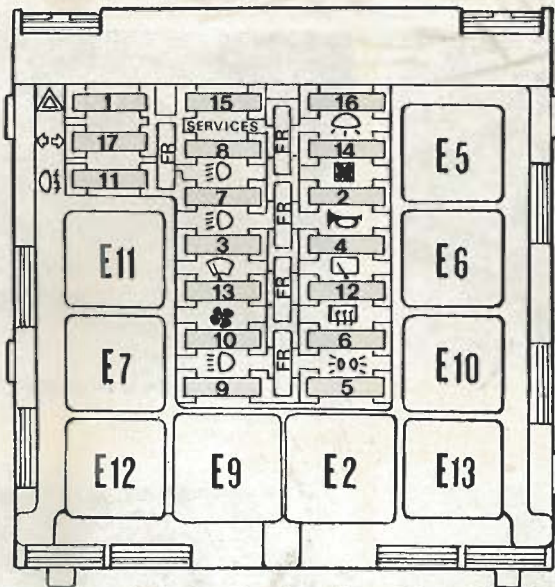 1 15 16
SERVICES
17 8 14
FR FR FR
11 7 2
E5
3 4
FR
E11 E6
13 12
FR
10 6
E7 E10
FR
9 5
E12 E9 E2 E13